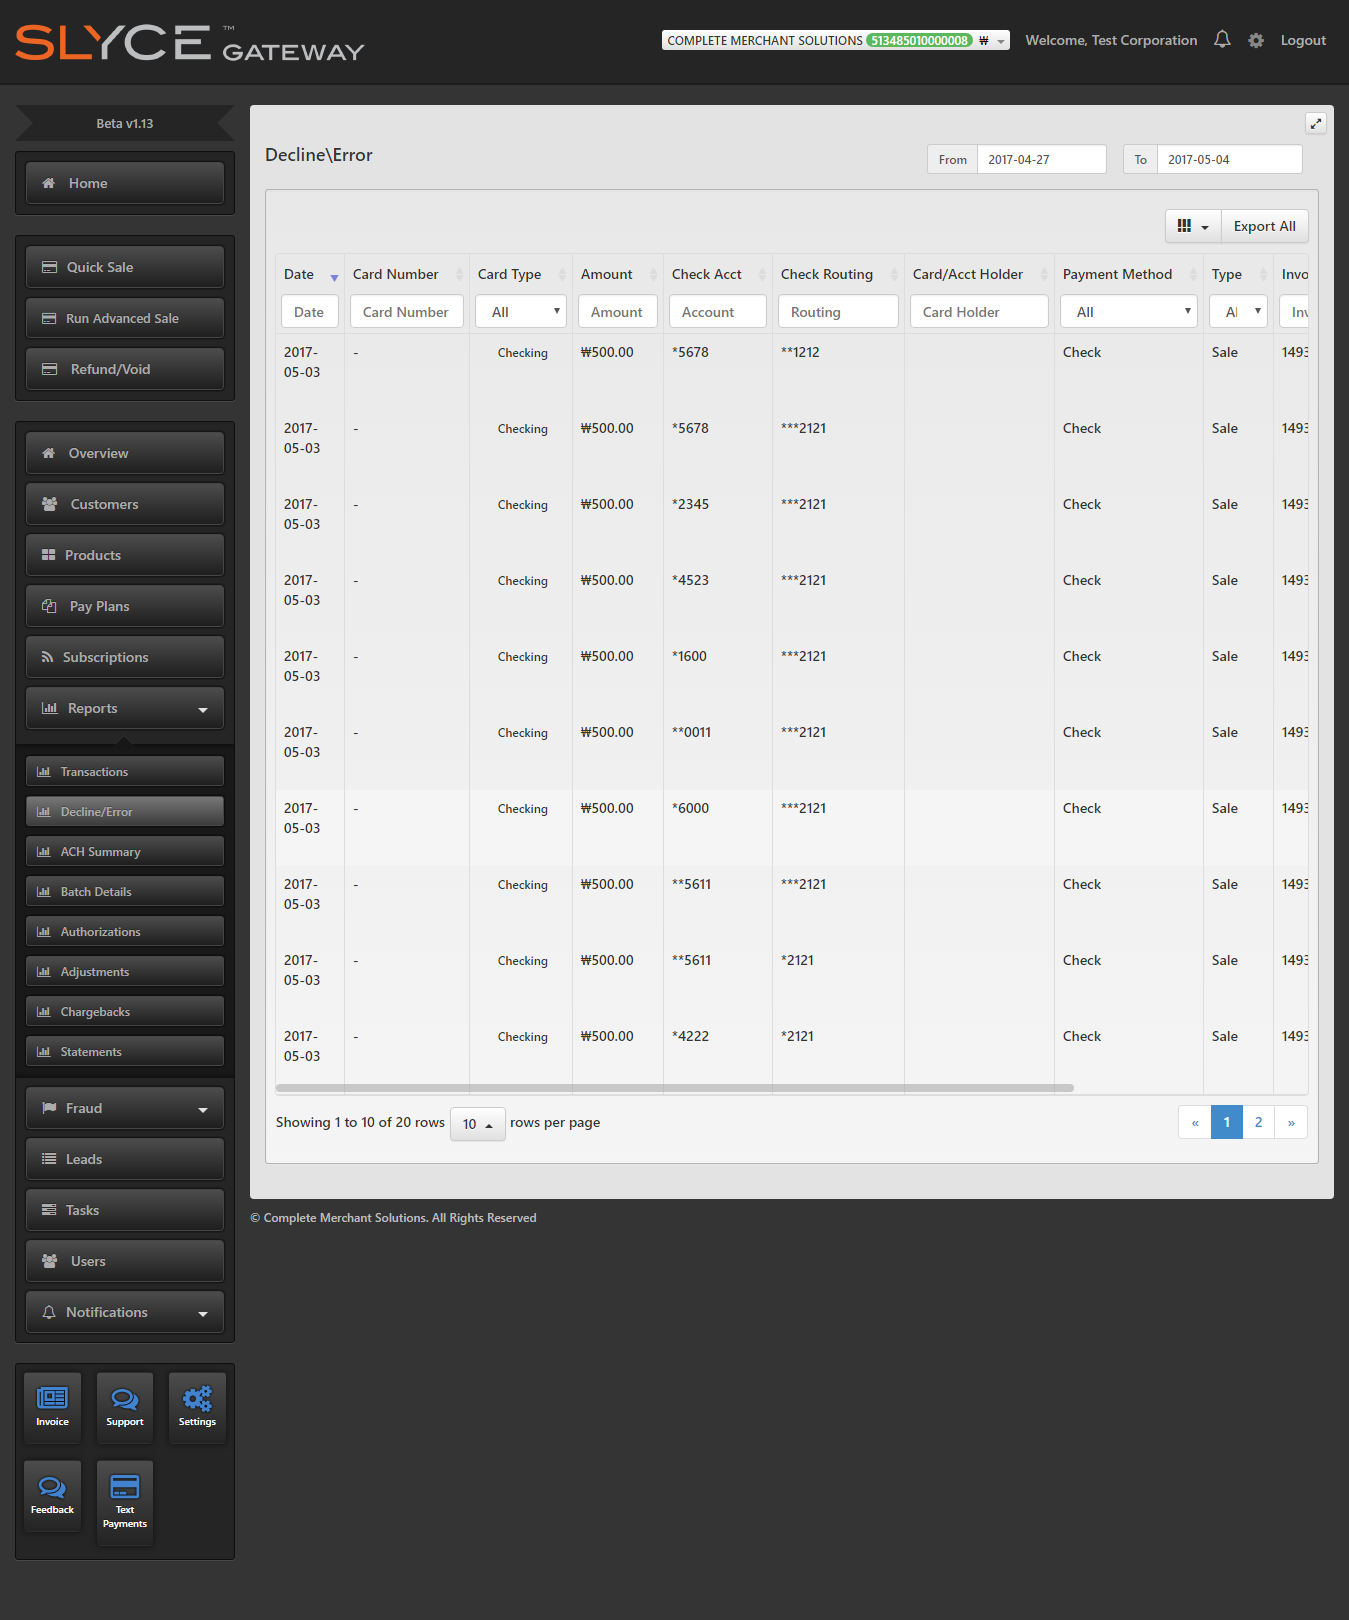 SLYCE ™ GATEWAY
COMPLETE MERCHANT SOLUTIONS 513485010000008 ₩
Welcome, Test Corporation
Logout
Beta v1.13
Home
Quick Sale
Run Advanced Sale
Refund/Void
Overview
Customers
Products
Pay Plans
Subscriptions
Reports
Transactions
Decline/Error
ACH Summary
Batch Details
Authorizations
Adjustments
Chargebacks
Statements
Fraud
Leads
Tasks
Users
Notifications
Invoice
Support
Settings
Feedback
Text
Payments
Decline\Error
From 2017-04-27 To 2017-05-04
Export All
Date Card Number Card Type Amount Check Acct Check Routing Card/Acct Holder Payment Method Type Invo
Date Card Number All Amount Account Routing Card Holder All Al Inv
2017- - Checking ₩500.00 *5678 **1212 Check Sale 1493
05-03
2017- - Checking ₩500.00 *5678 ***2121 Check Sale 1493
05-03
2017- - Checking ₩500.00 *2345 ***2121 Check Sale 1493
05-03
2017- - Checking ₩500.00 *4523 ***2121 Check Sale 1493
05-03
2017- - Checking ₩500.00 *1600 ***2121 Check Sale 1493
05-03
2017- - Checking ₩500.00 **0011 ***2121 Check Sale 1493
05-03
2017- - Checking ₩500.00 *6000 ***2121 Check Sale 1493
05-03
2017- - Checking ₩500.00 **5611 ***2121 Check Sale 1493
05-03
2017- - Checking ₩500.00 **5611 *2121 Check Sale 1493
05-03
2017- - Checking ₩500.00 *4222 *2121 Check Sale 1493
05-03
Showing 1 to 10 of 20 rows 10 rows per page
« 1 2 »
© Complete Merchant Solutions. All Rights Reserved